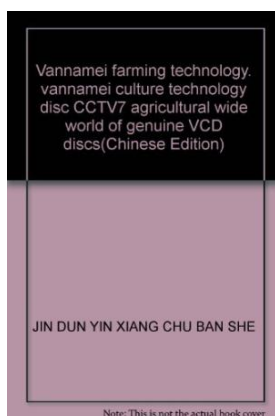 Vannamei farming technology.
vannamei culture technology
disc CCTV7 agricultural wide
world of genuine VCD
discs(Chinese Edition)
JIN DUN YIN XIANG CHU BAN SHE
Note: This is not the actual book cover